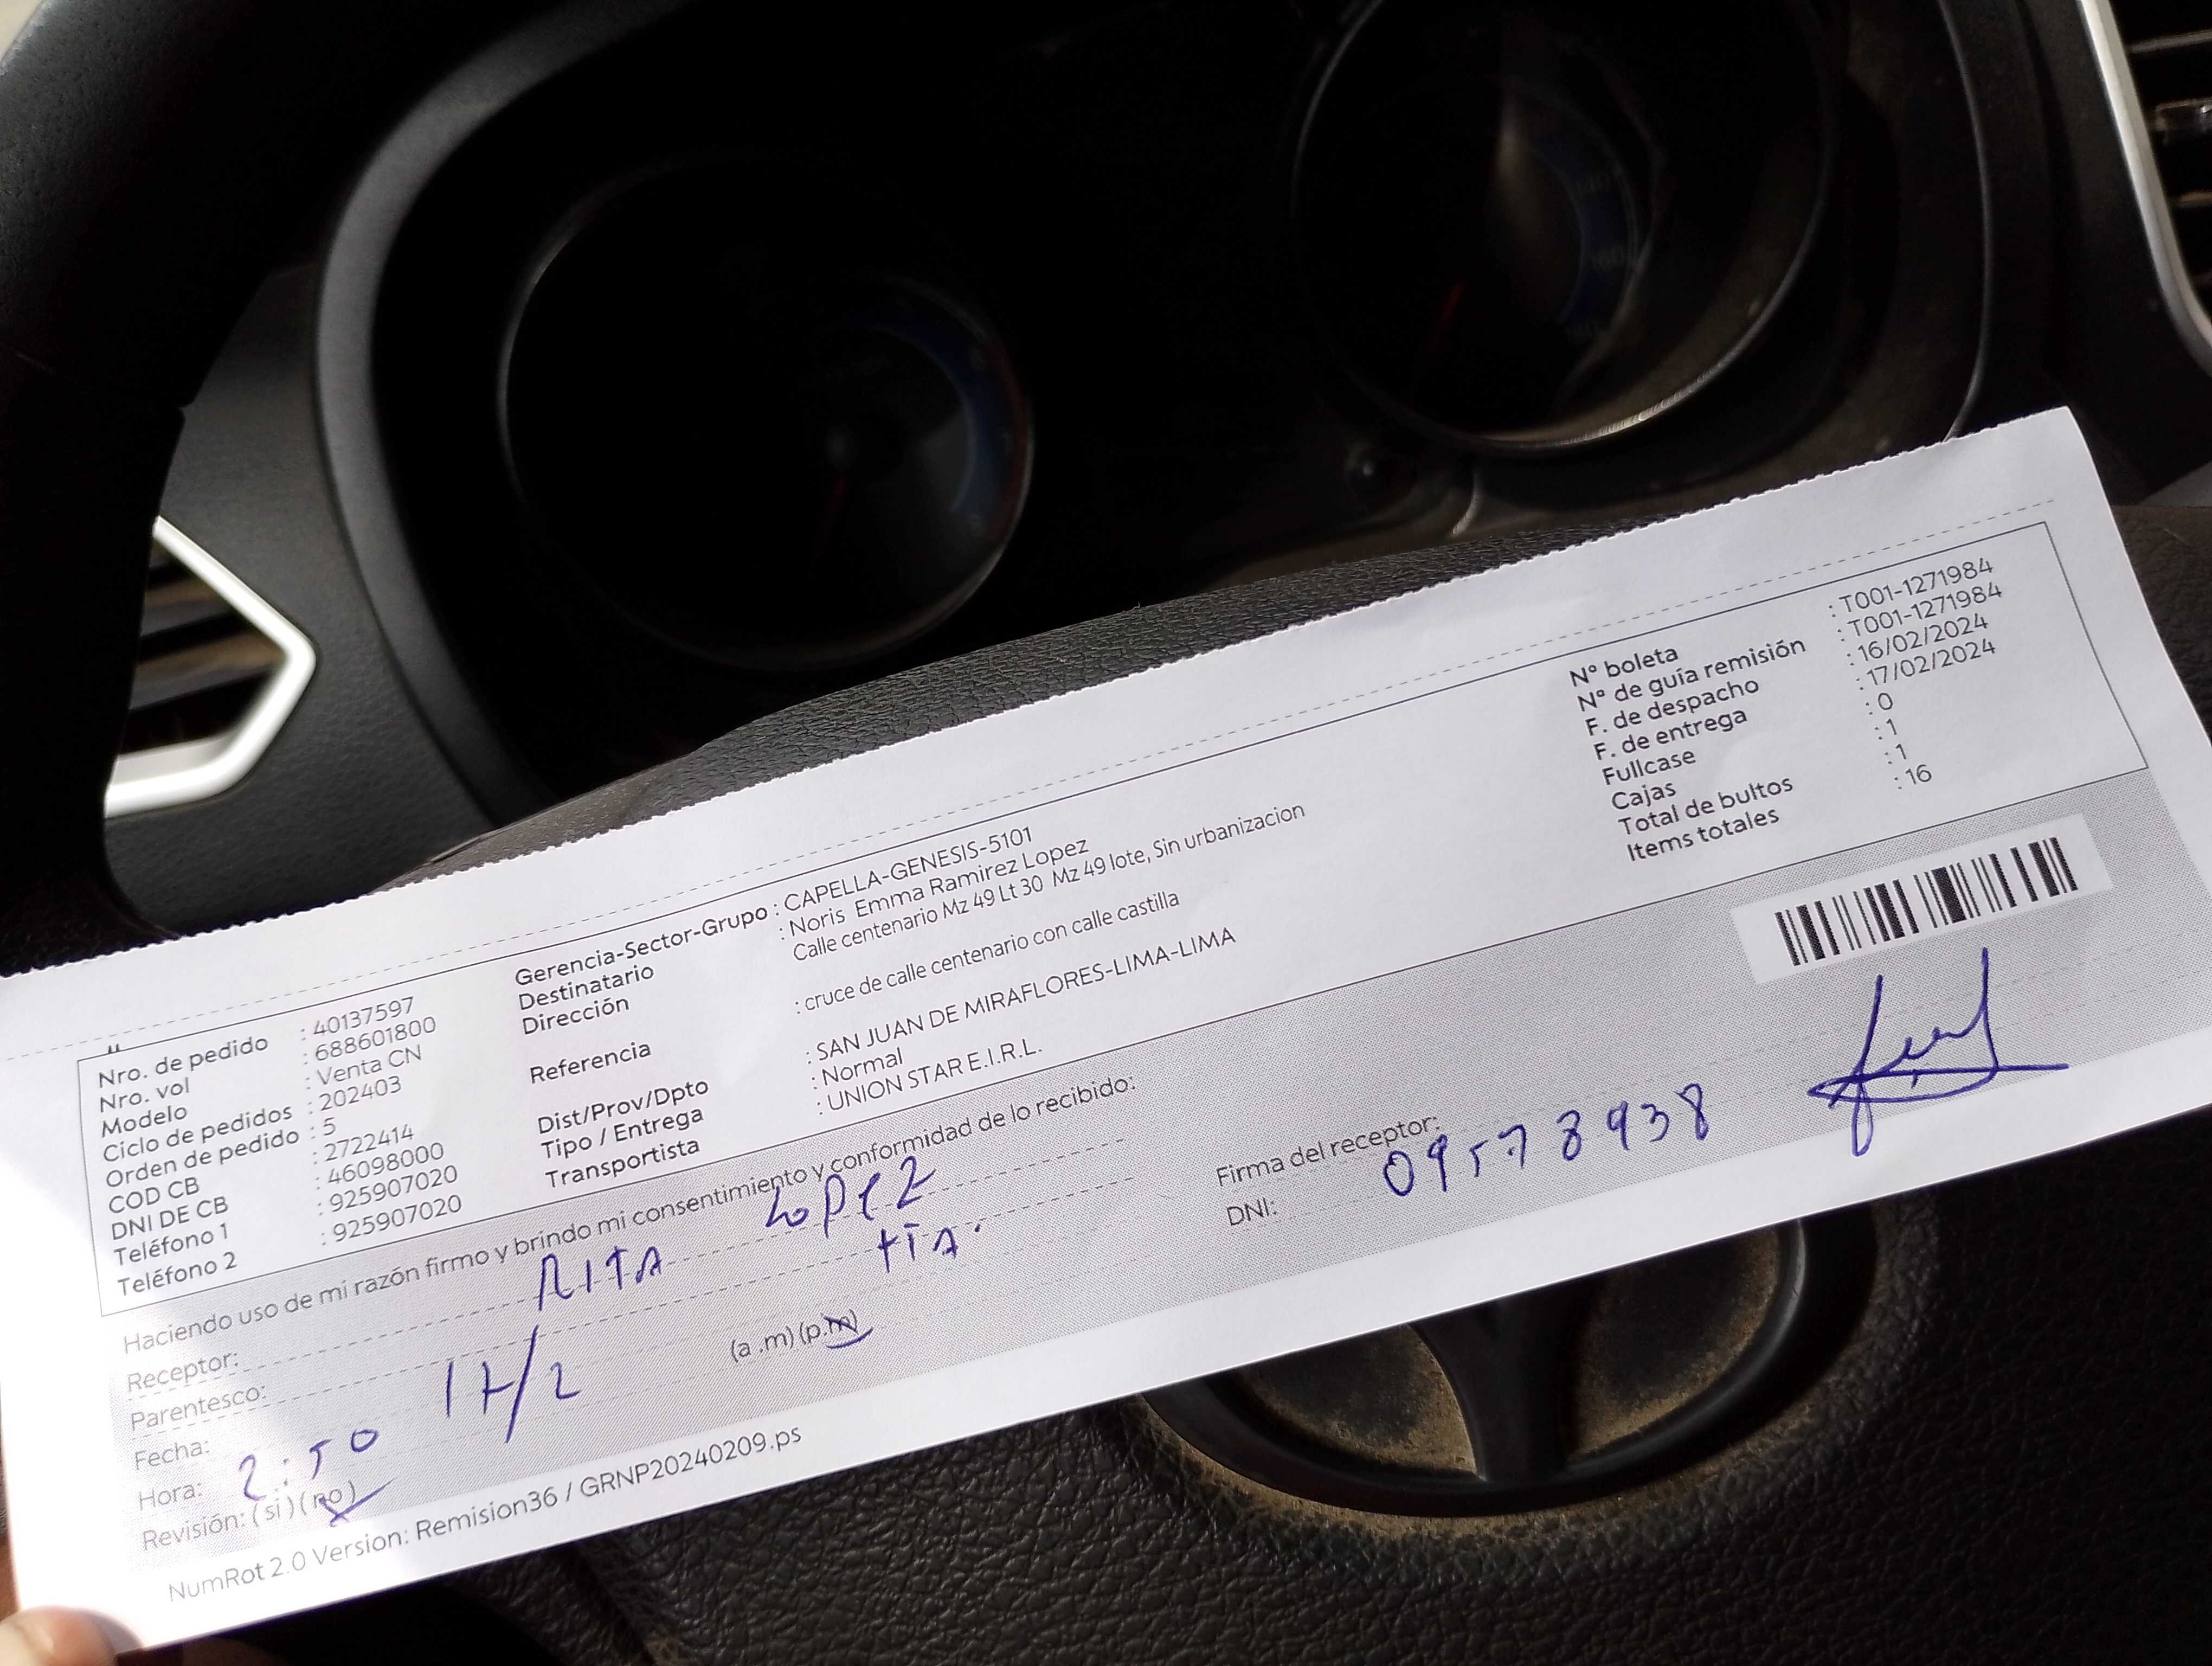 Nro. de pedido : 40137597
Nro. vol : 688601800
Modelo : Venta CN
Ciclo de pedidos : 202403
Orden de pedido : 5
COD CB : 2722414
DNI DE CB : 46098000
Teléfono 1 : 925907020
Teléfono 2 : 925907020
Gerencia-Sector-Grupo : CAPELLA-GENESIS-5101
Destinatario : Noris Emma Ramirez Lopez
Dirección Calle centenario Mz 49 Lt 30 Mz 49 lote, Sin urbanizacion
Referencia : cruce de calle centenario con calle castilla
Dist/Prov/Dpto : SAN JUAN DE MIRAFLORES-LIMA-LIMA
Tipo / Entrega : Normal
Transportista : UNION STAR E.I.R.L.
N° boleta : T001-1271984
N° de guía remisión : T001-1271984
F. de despacho : 16/02/2024
F. de entrega : 17/02/2024
Fullcase : 0
Cajas : 1
Total de bultos : 1
Items totales : 16
Haciendo uso de mi razón firmo y brindo mi consentimiento y conformidad de lo recibido:
Receptor: RITA Lopez
Parentesco: tía.
Fecha: 17/2
Hora: 2:50 (a .m) (p.m)
Revisión: (si) (no)
Firma del receptor:
DNI: 09578938
NumRot 2.0 Version: Remision36 / GRNP20240209.ps